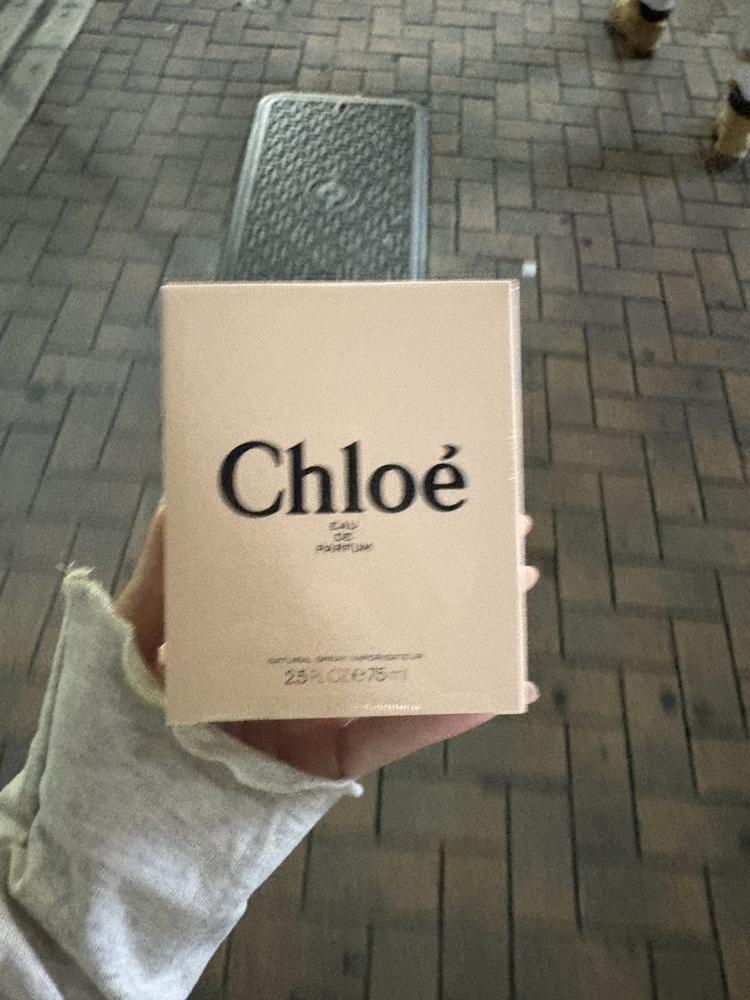 Chloé
EAU
DE
PARFUM
NATURAL SPRAY VAPORISATEUR
2.5 FL.OZ e 75 ml